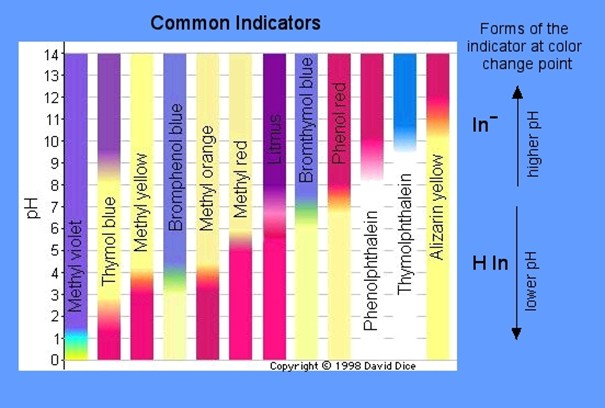 Common Indicators
Forms of the
indicator at color
change point
pH
14
13
12
11
10
9
8
7
6
5
4
3
2
1
0
Methyl violet
Thymol blue
Methyl yellow
Bromphenol blue
Methyl orange
Methyl red
Litmus
Bromthymol blue
Phenol red
Phenolphthalein
Thymolphthalein
Alizarin yellow
In⁻
higher pH
H In
lower pH
Copyright © 1998 David Dice